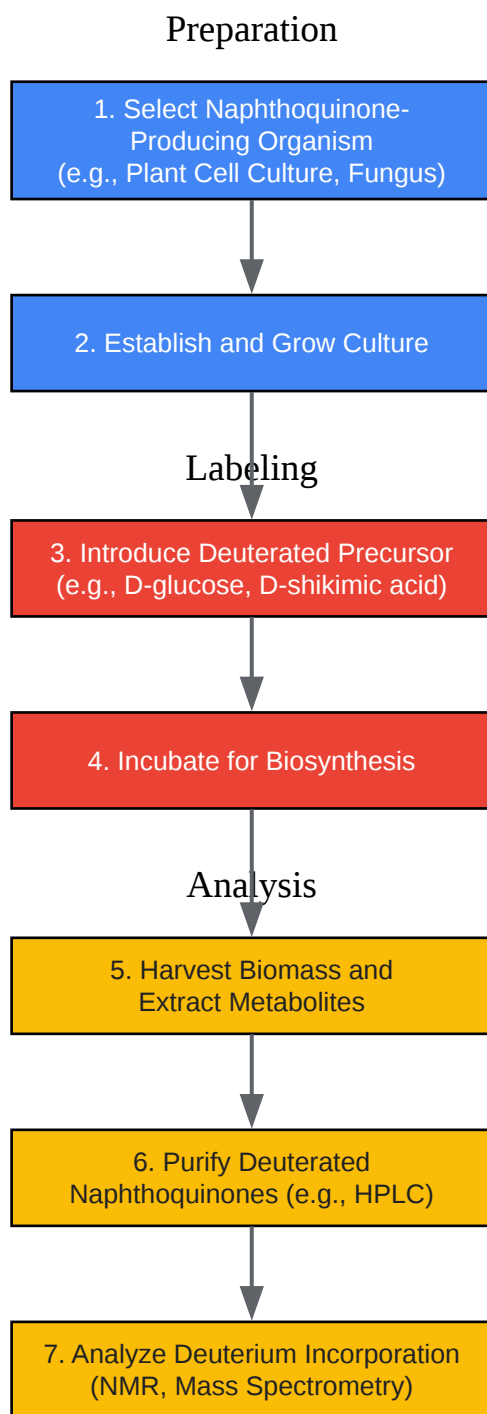 Preparation
1. Select Naphthoquinone-
Producing Organism
(e.g., Plant Cell Culture, Fungus)
2. Establish and Grow Culture
Labeling
3. Introduce Deuterated Precursor
(e.g., D-glucose, D-shikimic acid)
4. Incubate for Biosynthesis
Analysis
5. Harvest Biomass and
Extract Metabolites
6. Purify Deuterated
Naphthoquinones (e.g., HPLC)
7. Analyze Deuterium Incorporation
(NMR, Mass Spectrometry)